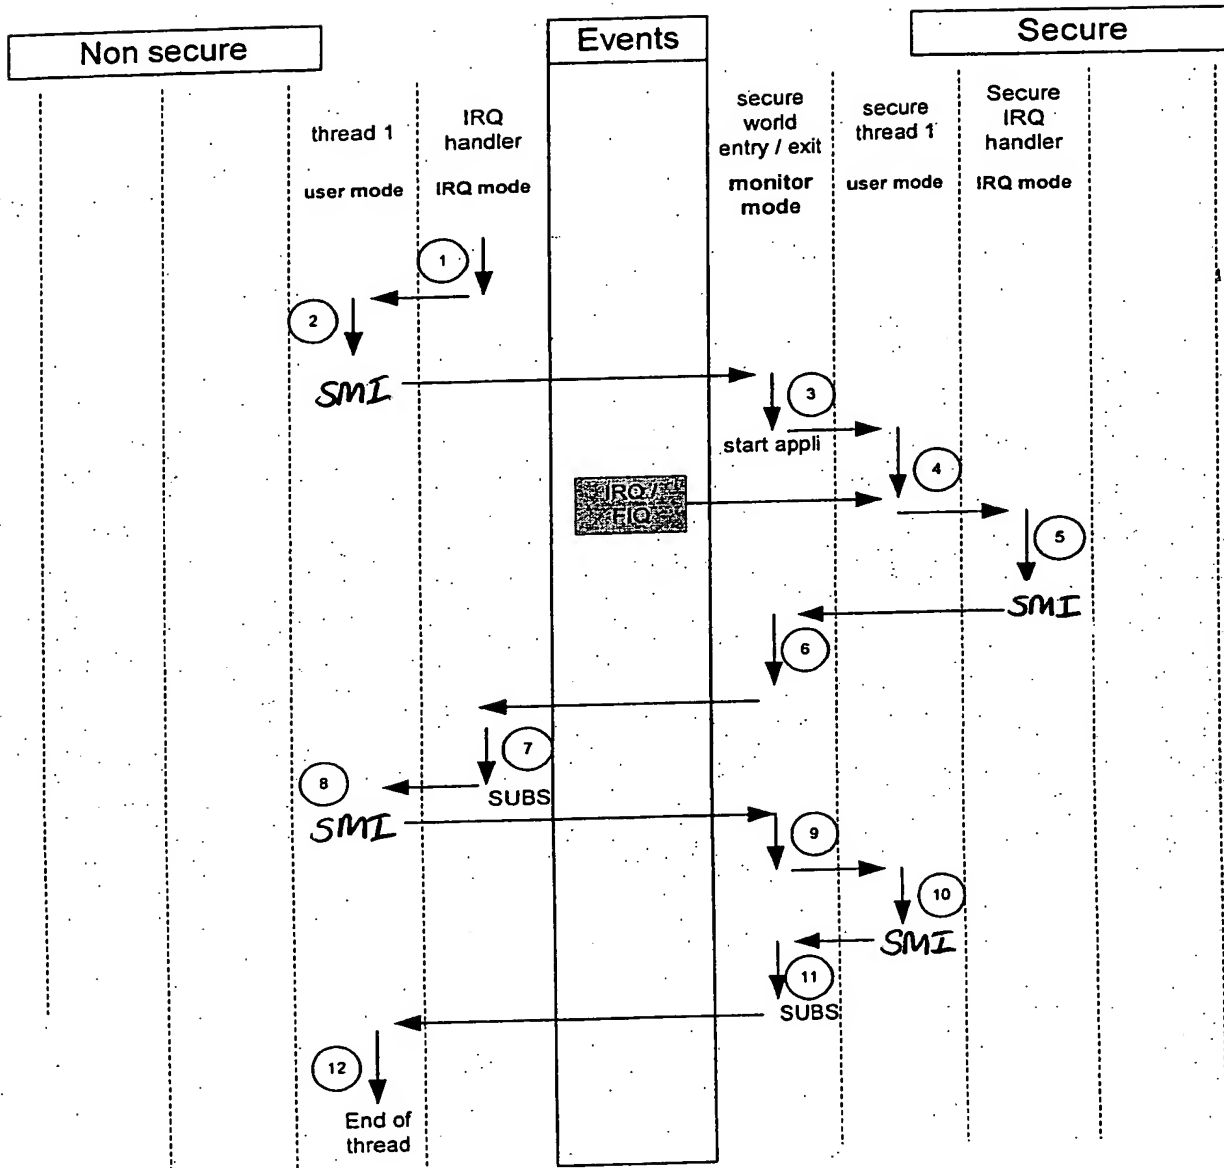 Non secure
Events
Secure
thread 1
user mode
IRQ
handler
IRQ mode
secure
world
entry / exit
monitor
mode
secure
thread 1
user mode
Secure
IRQ
handler
IRQ mode
1
2
SMI
3
start appli
4
IRQ /
FIQ
5
SMI
6
7
SUBS
8
SMI
9
10
SMI
11
SUBS
12
End of
thread